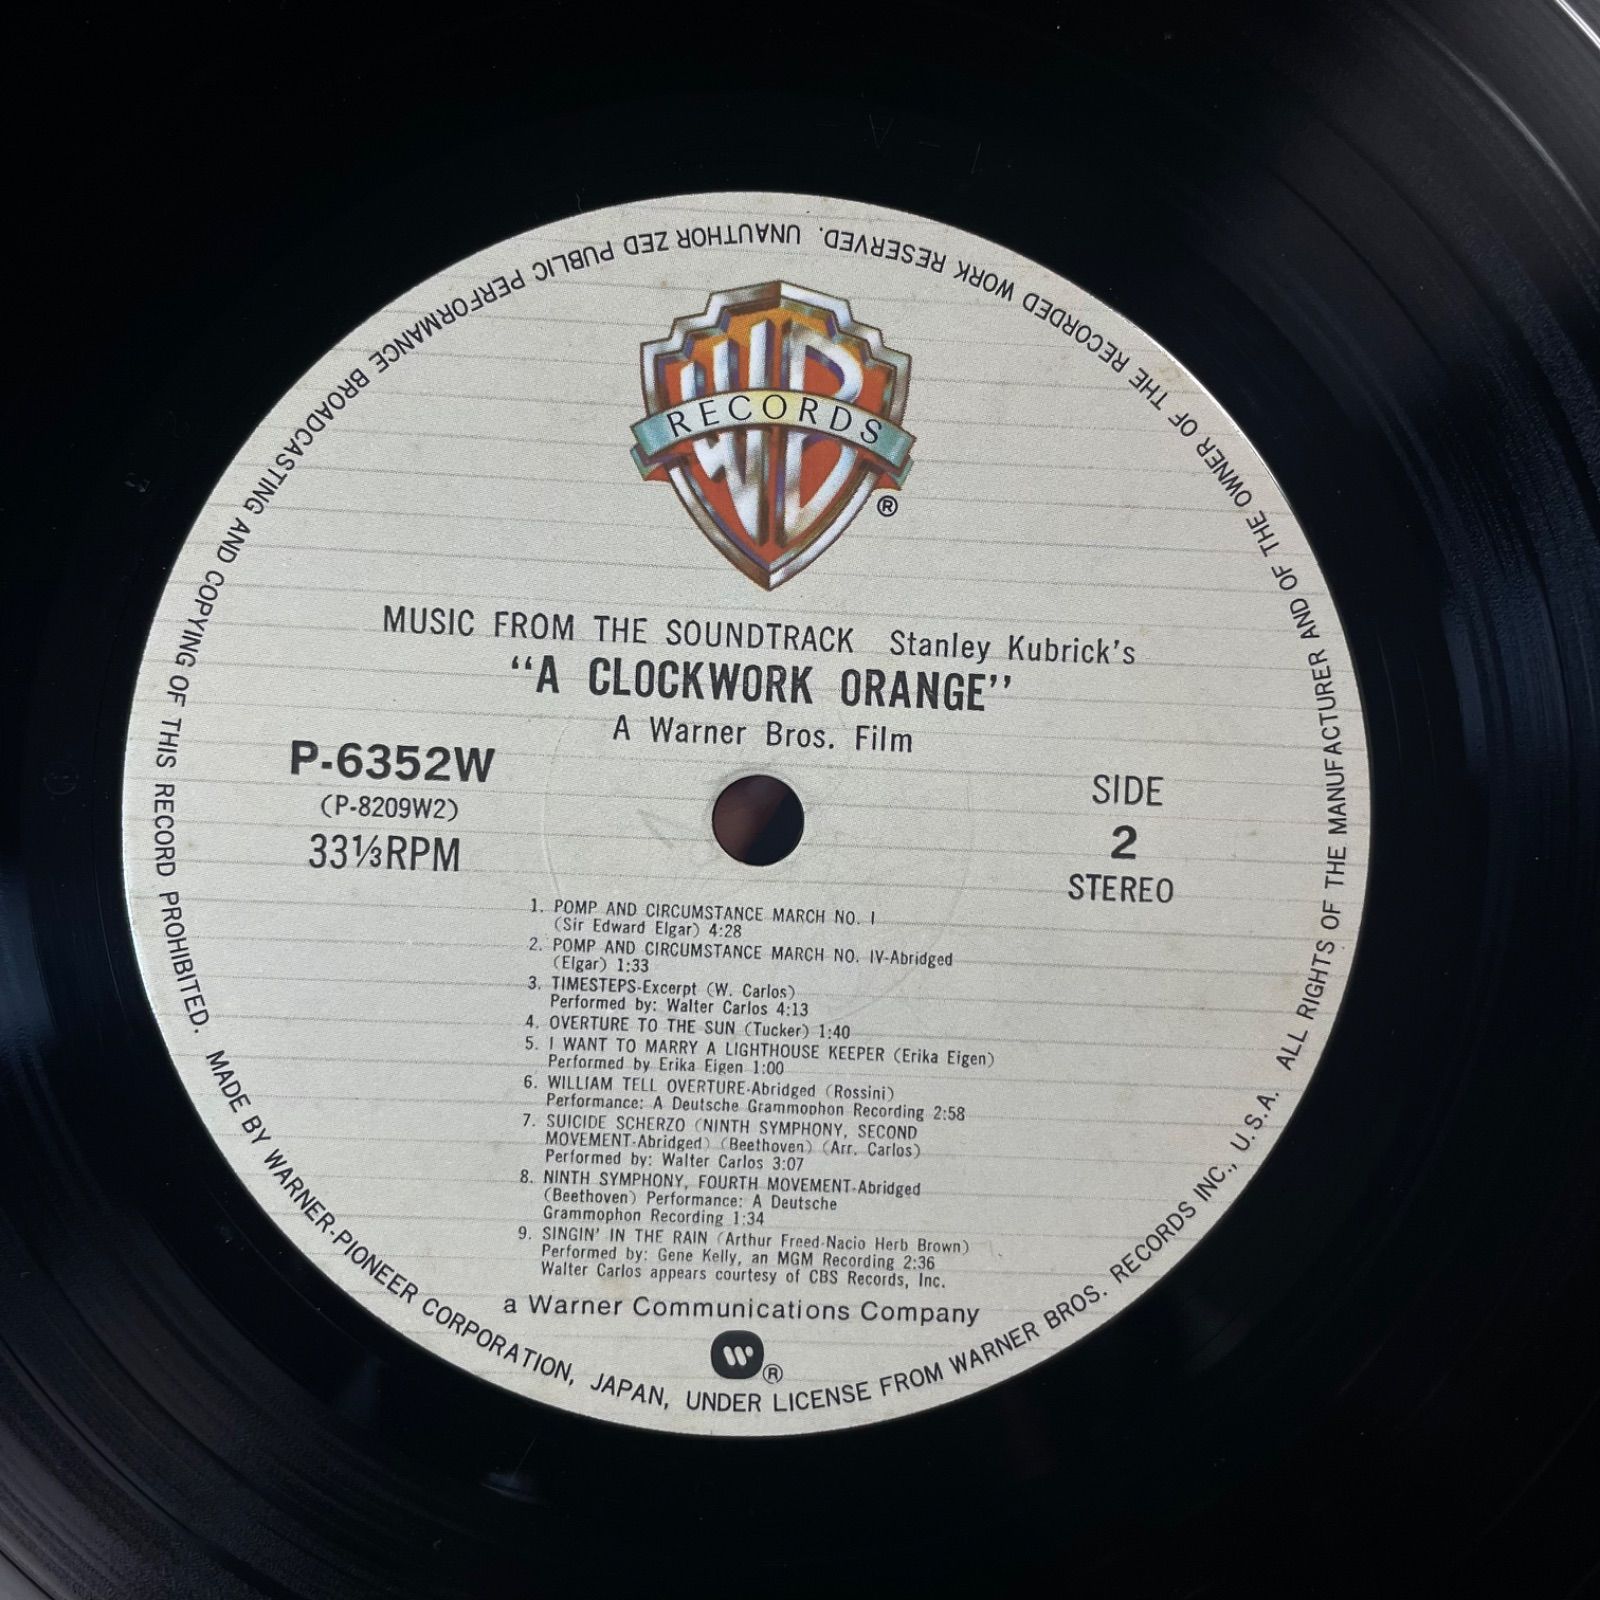 WB
RECORDS
®
MUSIC FROM THE SOUNDTRACK Stanley Kubrick's
“A CLOCKWORK ORANGE”
A Warner Bros. Film
P-6352W
(P-8209W2)
33⅓RPM
SIDE
2
STEREO
1. POMP AND CIRCUMSTANCE MARCH NO. I
(Sir Edward Elgar) 4:28
2. POMP AND CIRCUMSTANCE MARCH NO. IV-Abridged
(Elgar) 1:33
3. TIMESTEPS-Excerpt (W. Carlos)
Performed by: Walter Carlos 4:13
4. OVERTURE TO THE SUN (Tucker) 1:40
5. I WANT TO MARRY A LIGHTHOUSE KEEPER (Erika Eigen)
Performed by Erika Eigen 1:00
6. WILLIAM TELL OVERTURE-Abridged (Rossini)
Performance: A Deutsche Grammophon Recording 2:58
7. SUICIDE SCHERZO (NINTH SYMPHONY, SECOND
MOVEMENT-Abridged) (Beethoven) (Arr. Carlos)
Performed by: Walter Carlos 3:07
8. NINTH SYMPHONY, FOURTH MOVEMENT-Abridged
(Beethoven) Performance: A Deutsche
Grammophon Recording 1:34
9. SINGIN' IN THE RAIN (Arthur Freed-Nacio Herb Brown)
Performed by: Gene Kelly, an MGM Recording 2:36
Walter Carlos appears courtesy of CBS Records, Inc.
a Warner Communications Company
W ®
MADE BY WARNER-PIONEER CORPORATION, JAPAN, UNDER LICENSE FROM WARNER BROS. RECORDS INC., U.S.A. ALL RIGHTS OF THE MANUFACTURER AND OF THE OWNER OF THE RECORDED WORK RESERVED. UNAUTHOR ZED PUBLIC PERFORMANCE BROADCASTING AND COPYING OF THIS RECORD PROHIBITED.